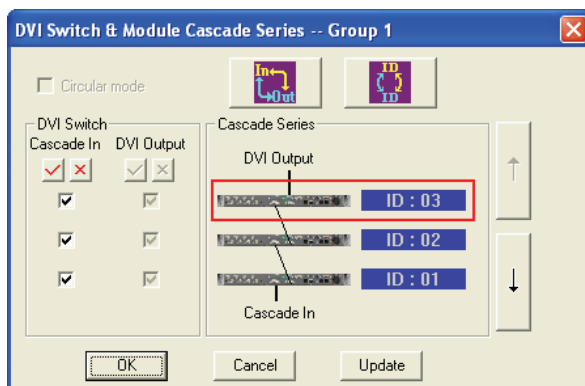 DVI Switch & Module Cascade Series -- Group 1
Circular mode
In
Out
ID
ID
DVI Switch
Cascade In DVI Output
Cascade Series
DVI Output
ID : 03
ID : 02
ID : 01
Cascade In
OK
Cancel
Update